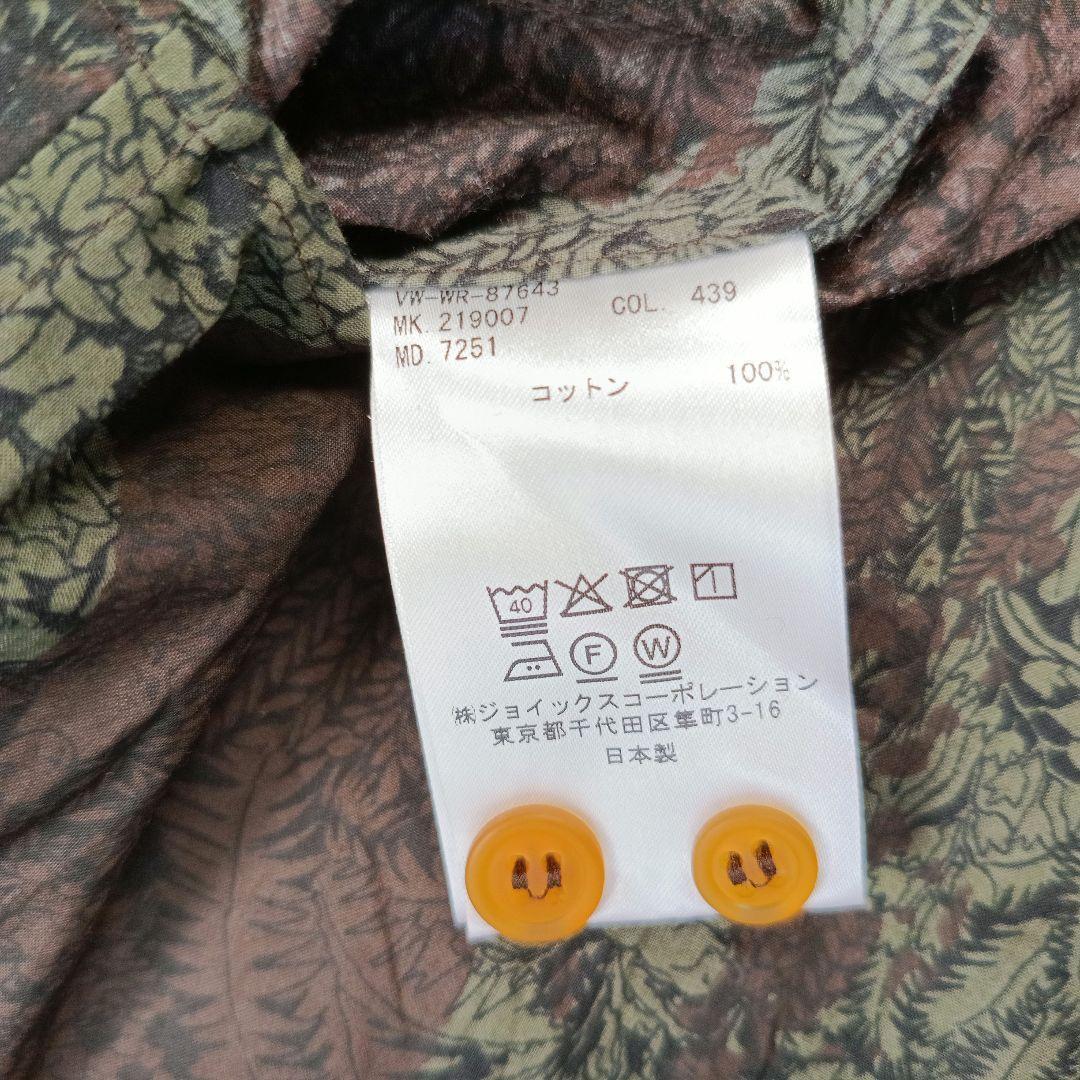 VW-WR-87643
MK. 219007 COL. 439
MD. 7251
コットン 100%
40
F W
㈱ジョイックスコーポレーション
東京都千代田区隼町3-16
日本製